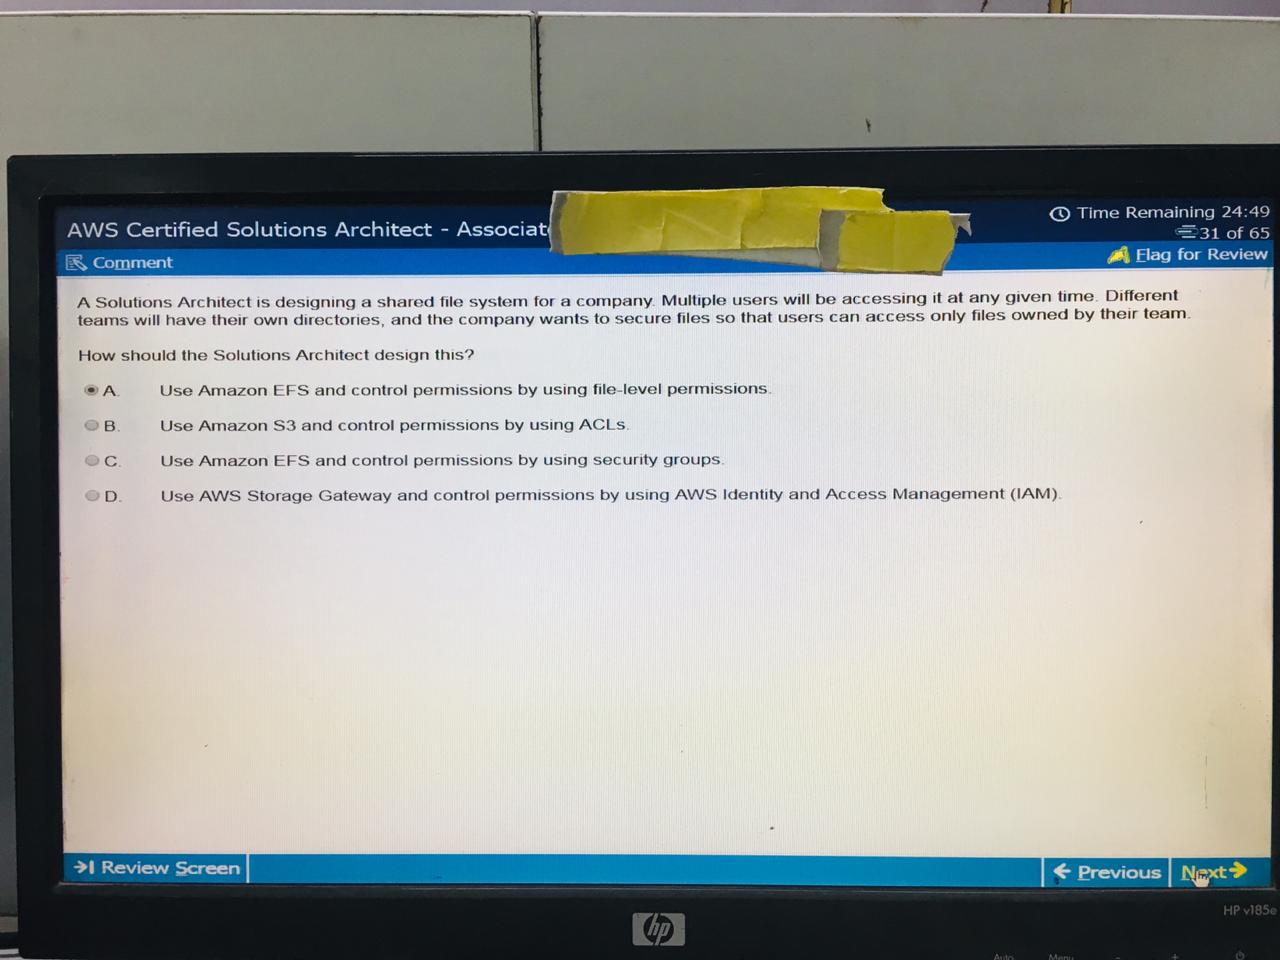 AWS Certified Solutions Architect - Associat
Time Remaining 24:49
31 of 65
Comment
Flag for Review
A Solutions Architect is designing a shared file system for a company. Multiple users will be accessing it at any given time. Different
teams will have their own directories, and the company wants to secure files so that users can access only files owned by their team.
How should the Solutions Architect design this?
A. Use Amazon EFS and control permissions by using file-level permissions.
B. Use Amazon S3 and control permissions by using ACLs.
C. Use Amazon EFS and control permissions by using security groups.
D. Use AWS Storage Gateway and control permissions by using AWS Identity and Access Management (IAM).
Review Screen
Previous
Next
hp
HP v185e
Auto Menu - +